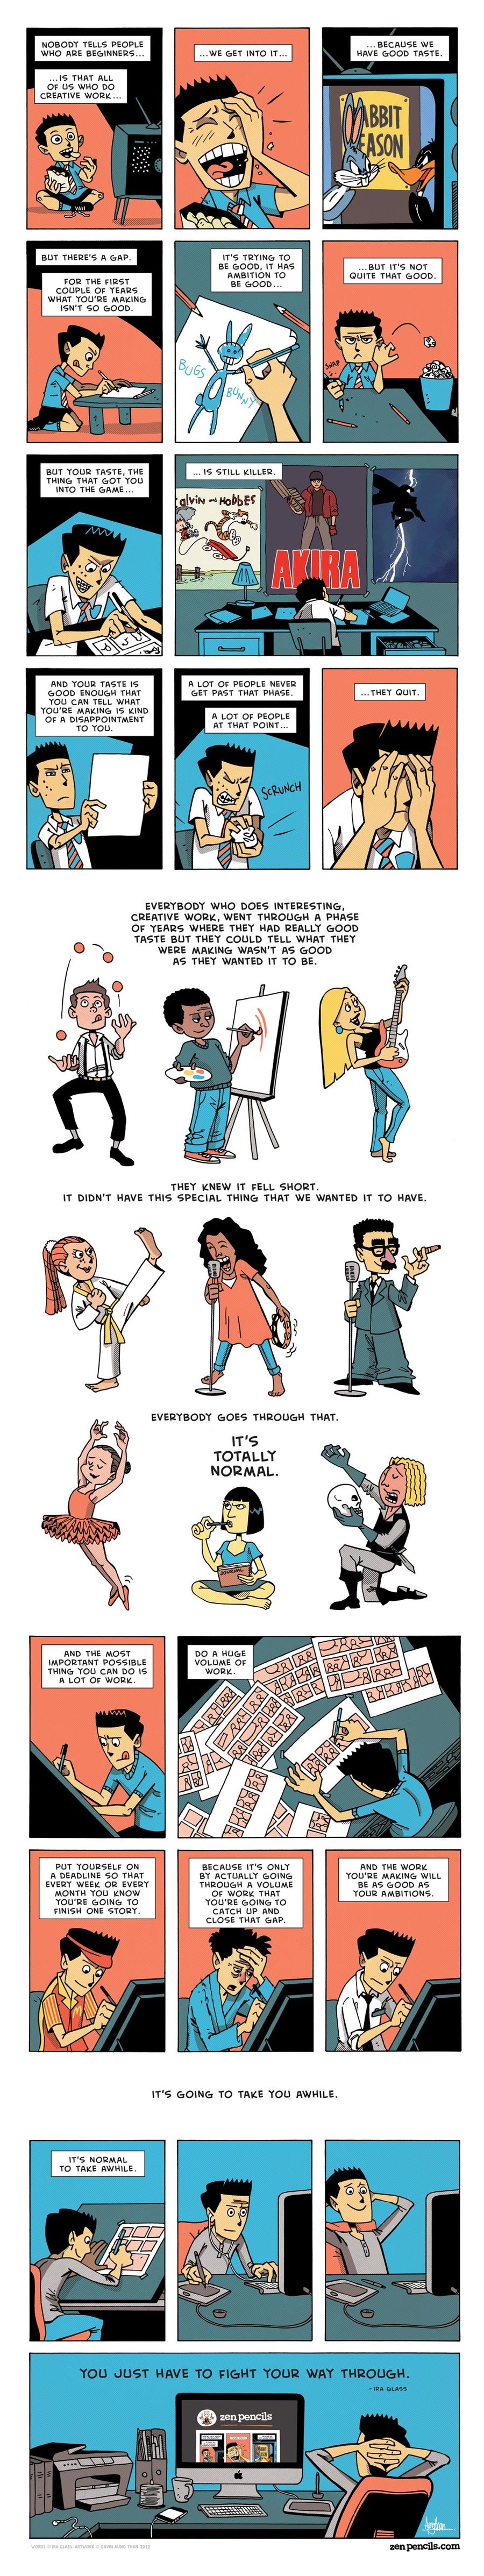 NOBODY TELLS PEOPLE
WHO ARE BEGINNERS...
...IS THAT ALL
OF US WHO DO
CREATIVE WORK...
...WE GET INTO IT...
...BECAUSE WE
HAVE GOOD TASTE.
ABBIT
EASON
BUT THERE'S A GAP.
FOR THE FIRST
COUPLE OF YEARS
WHAT YOU'RE MAKING
ISN'T SO GOOD.
IT'S TRYING TO
BE GOOD, IT HAS
AMBITION TO
BE GOOD...
BUGS
BUNNY
...BUT IT'S NOT
QUITE THAT GOOD.
SNAP
BUT YOUR TASTE, THE
THING THAT GOT YOU
INTO THE GAME...
... IS STILL KILLER.
alvin and HobbES
AKIRA
AND YOUR TASTE IS
GOOD ENOUGH THAT
YOU CAN TELL WHAT
YOU'RE MAKING IS KIND
OF A DISAPPOINTMENT
TO YOU.
A LOT OF PEOPLE NEVER
GET PAST THAT PHASE.
A LOT OF PEOPLE
AT THAT POINT...
SCRUNCH
...THEY QUIT.
EVERYBODY WHO DOES INTERESTING,
CREATIVE WORK, WENT THROUGH A PHASE
OF YEARS WHERE THEY HAD REALLY GOOD
TASTE BUT THEY COULD TELL WHAT THEY
WERE MAKING WASN'T AS GOOD
AS THEY WANTED IT TO BE.
THEY KNEW IT FELL SHORT.
IT DIDN'T HAVE THIS SPECIAL THING THAT WE WANTED IT TO HAVE.
EVERYBODY GOES THROUGH THAT.
IT'S
TOTALLY
NORMAL.
AND THE MOST
IMPORTANT POSSIBLE
THING YOU CAN DO IS
A LOT OF WORK.
DO A HUGE
VOLUME OF
WORK.
PUT YOURSELF ON
A DEADLINE SO THAT
EVERY WEEK OR EVERY
MONTH YOU KNOW
YOU'RE GOING TO
FINISH ONE STORY.
BECAUSE IT'S ONLY
BY ACTUALLY GOING
THROUGH A VOLUME
OF WORK THAT
YOU'RE GOING TO
CATCH UP AND
CLOSE THAT GAP.
AND THE WORK
YOU'RE MAKING WILL
BE AS GOOD AS
YOUR AMBITIONS.
IT'S GOING TO TAKE YOU AWHILE.
IT'S NORMAL
TO TAKE AWHILE.
YOU JUST HAVE TO FIGHT YOUR WAY THROUGH.
-IRA GLASS
zenpencils
WORDS © IRA GLASS, ARTWORK © GAVIN AUNG THAN 2013
zenpencils.com